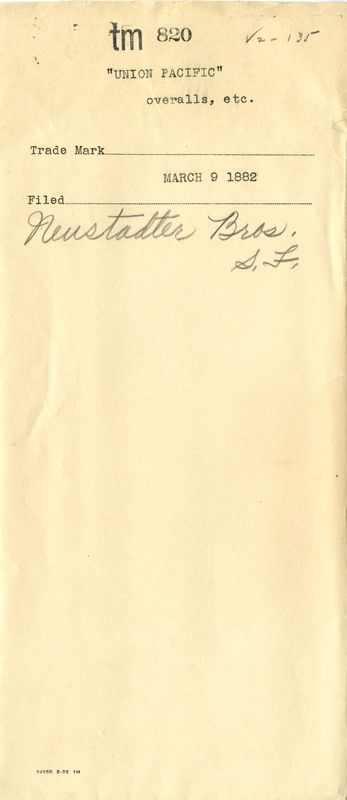 tm 820 V2-135
"UNION PACIFIC"
overalls, etc.
Trade Mark
MARCH 9 1882
Filed
Neustadter Bros.
S.F.